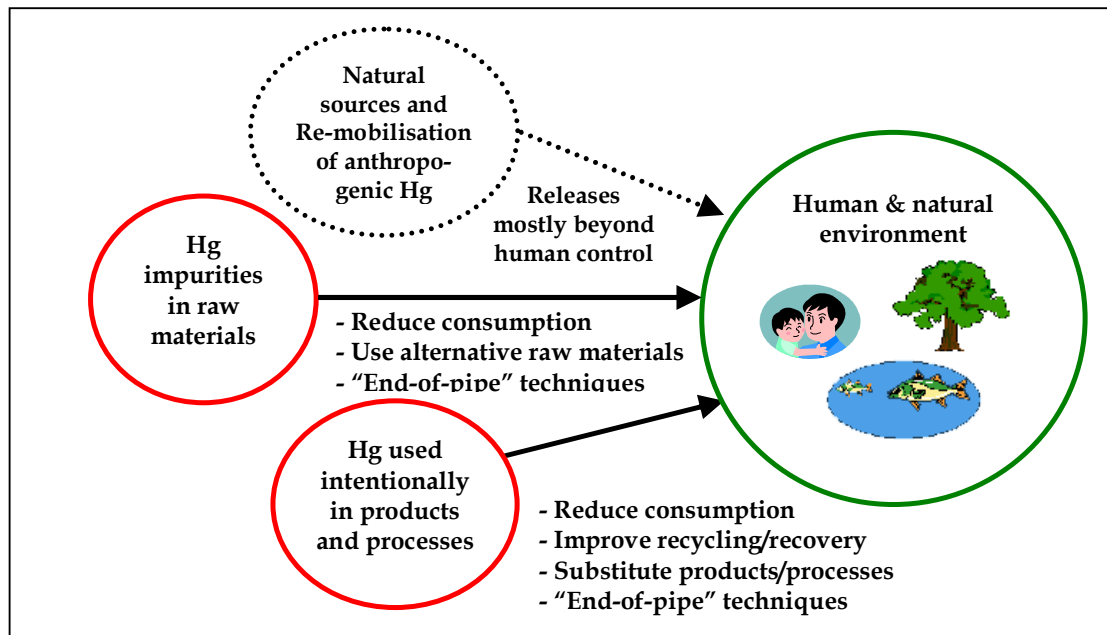 Natural
sources and
Re-mobilisation
of anthropo-
genic Hg
Releases
mostly beyond
human control
Human & natural
environment
Hg
impurities
in raw
materials
- Reduce consumption
- Use alternative raw materials
- “End-of-pipe” techniques
Hg used
intentionally
in products
and processes
- Reduce consumption
- Improve recycling/recovery
- Substitute products/processes
- “End-of-pipe” techniques